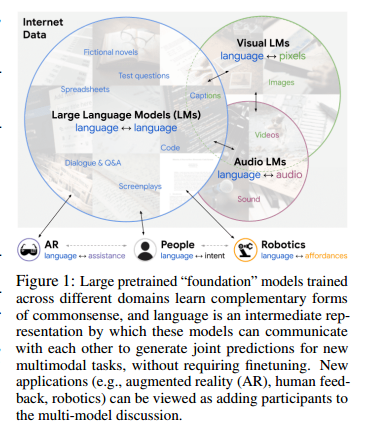 Internet
Data
Visual LMs
language ↔ pixels
Fictional novels
Test questions
Spreadsheets
Captions
Images
Large Language Models (LMs)
language ↔ language
Code
Videos
Dialogue & Q&A
Audio LMs
language ↔ audio
Screenplays
Sound
AR
language ↔ assistance
People
language ↔ intent
Robotics
language ↔ affordances
Figure 1: Large pretrained “foundation” models trained
across different domains learn complementary forms
of commonsense, and language is an intermediate rep-
resentation by which these models can communicate
with each other to generate joint predictions for new
multimodal tasks, without requiring finetuning. New
applications (e.g., augmented reality (AR), human feed-
back, robotics) can be viewed as adding participants to
the multi-model discussion.